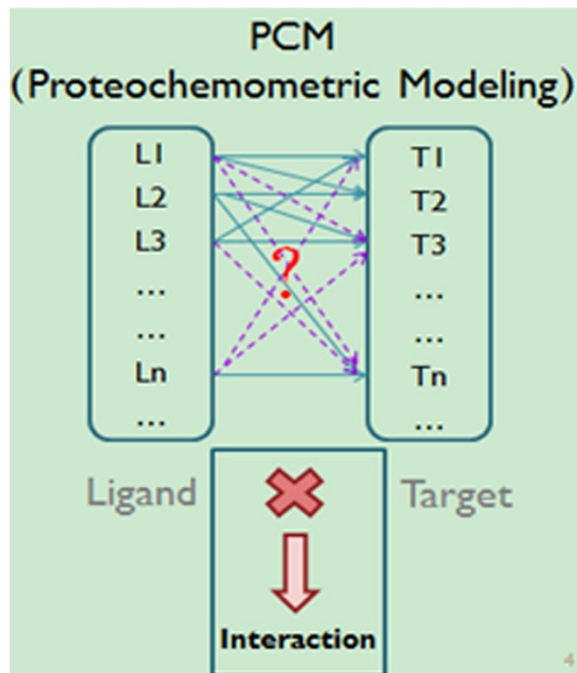 PCM
(Proteochemometric Modeling)
L1
L2
L3
...
...
Ln
...
T1
T2
T3
...
...
Tn
...
?
Ligand
Target
Interaction
4